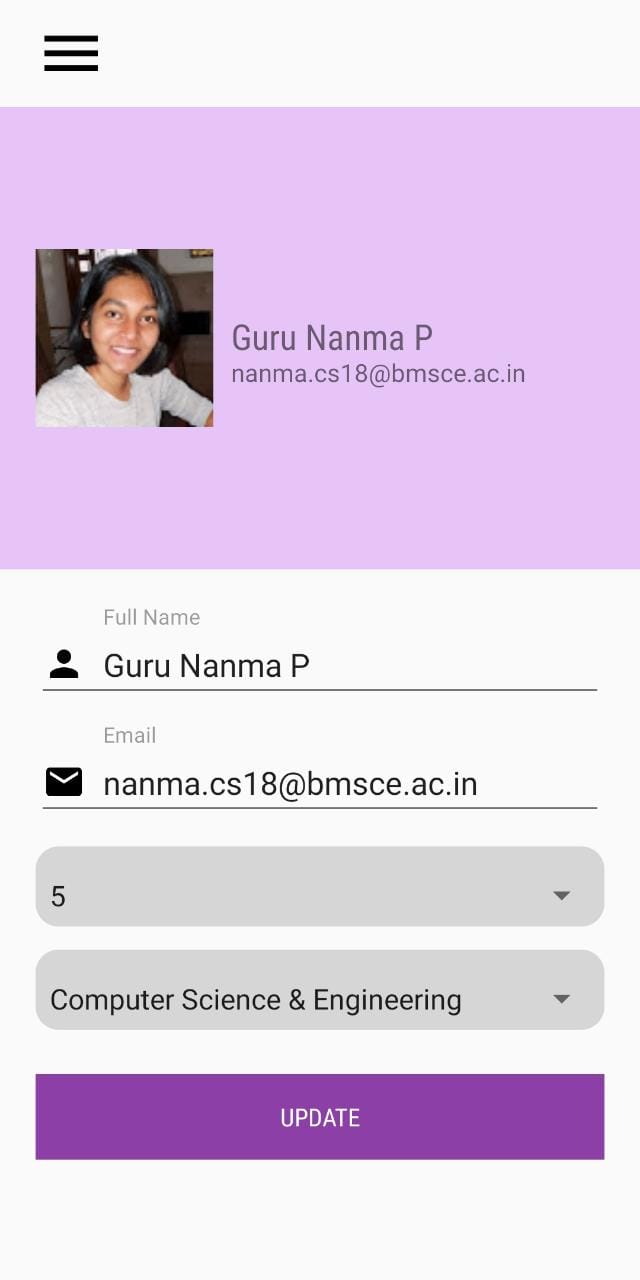 Guru Nanma P
nanma.cs18@bmsce.ac.in
Full Name
Guru Nanma P
Email
nanma.cs18@bmsce.ac.in
5
Computer Science & Engineering
UPDATE